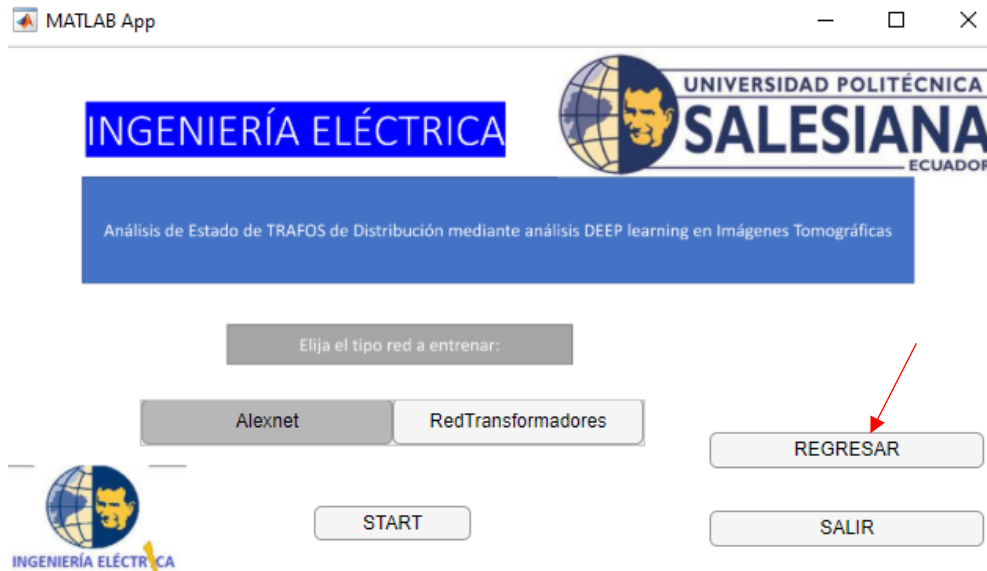 MATLAB App
UNIVERSIDAD POLITÉCNICA
SALESIANA
ECUADOR
INGENIERÍA ELÉCTRICA
Análisis de Estado de TRAFOS de Distribución mediante análisis DEEP learning en Imágenes Tomográficas
Elija el tipo red a entrenar:
Alexnet
RedTransformadores
REGRESAR
START
SALIR
INGENIERÍA ELÉCTRICA